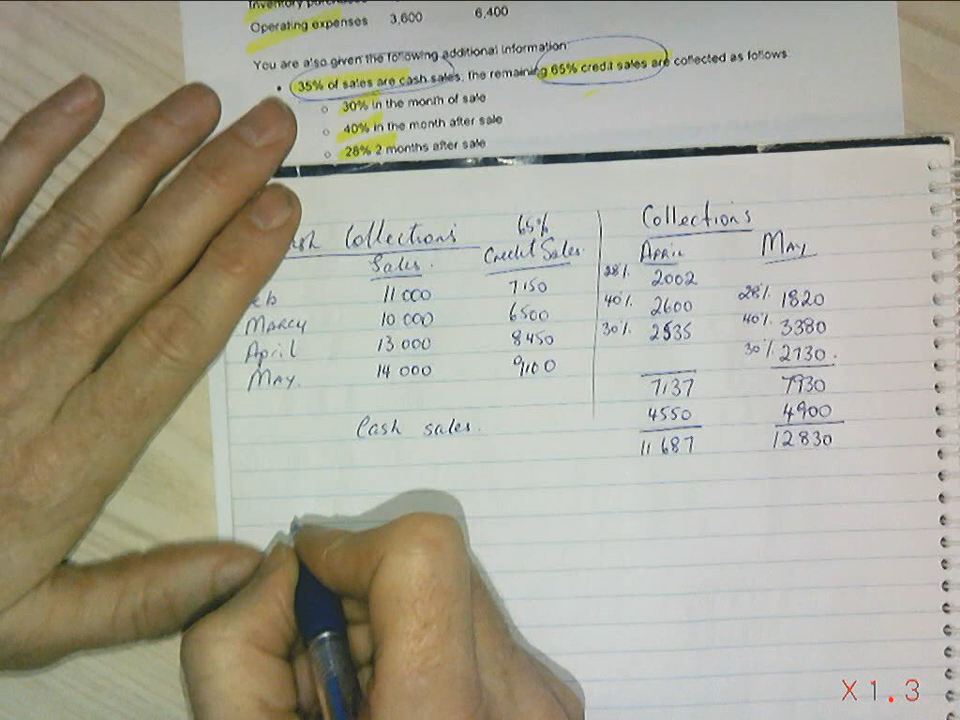 Inventory
Operating expenses 3,600 6,400
You are also given the following additional information:
• 35% of sales are cash sales, the remaining 65% credit sales are collected as follows
o 30% in the month of sale
o 40% in the month after sale
o 28% 2 months after sale
Cash Collections 65% Collections
Sales. Credit Sales. April May
Feb 11 000 7150 28% 2002
March 10 000 6500 40% 2600 28% 1820
April 13 000 8450 30% 2535 40% 3380
May. 14 000 9100 30% 2730.
7137 7930
Cash sales. 4550 4900
11 687 12830
X1.3